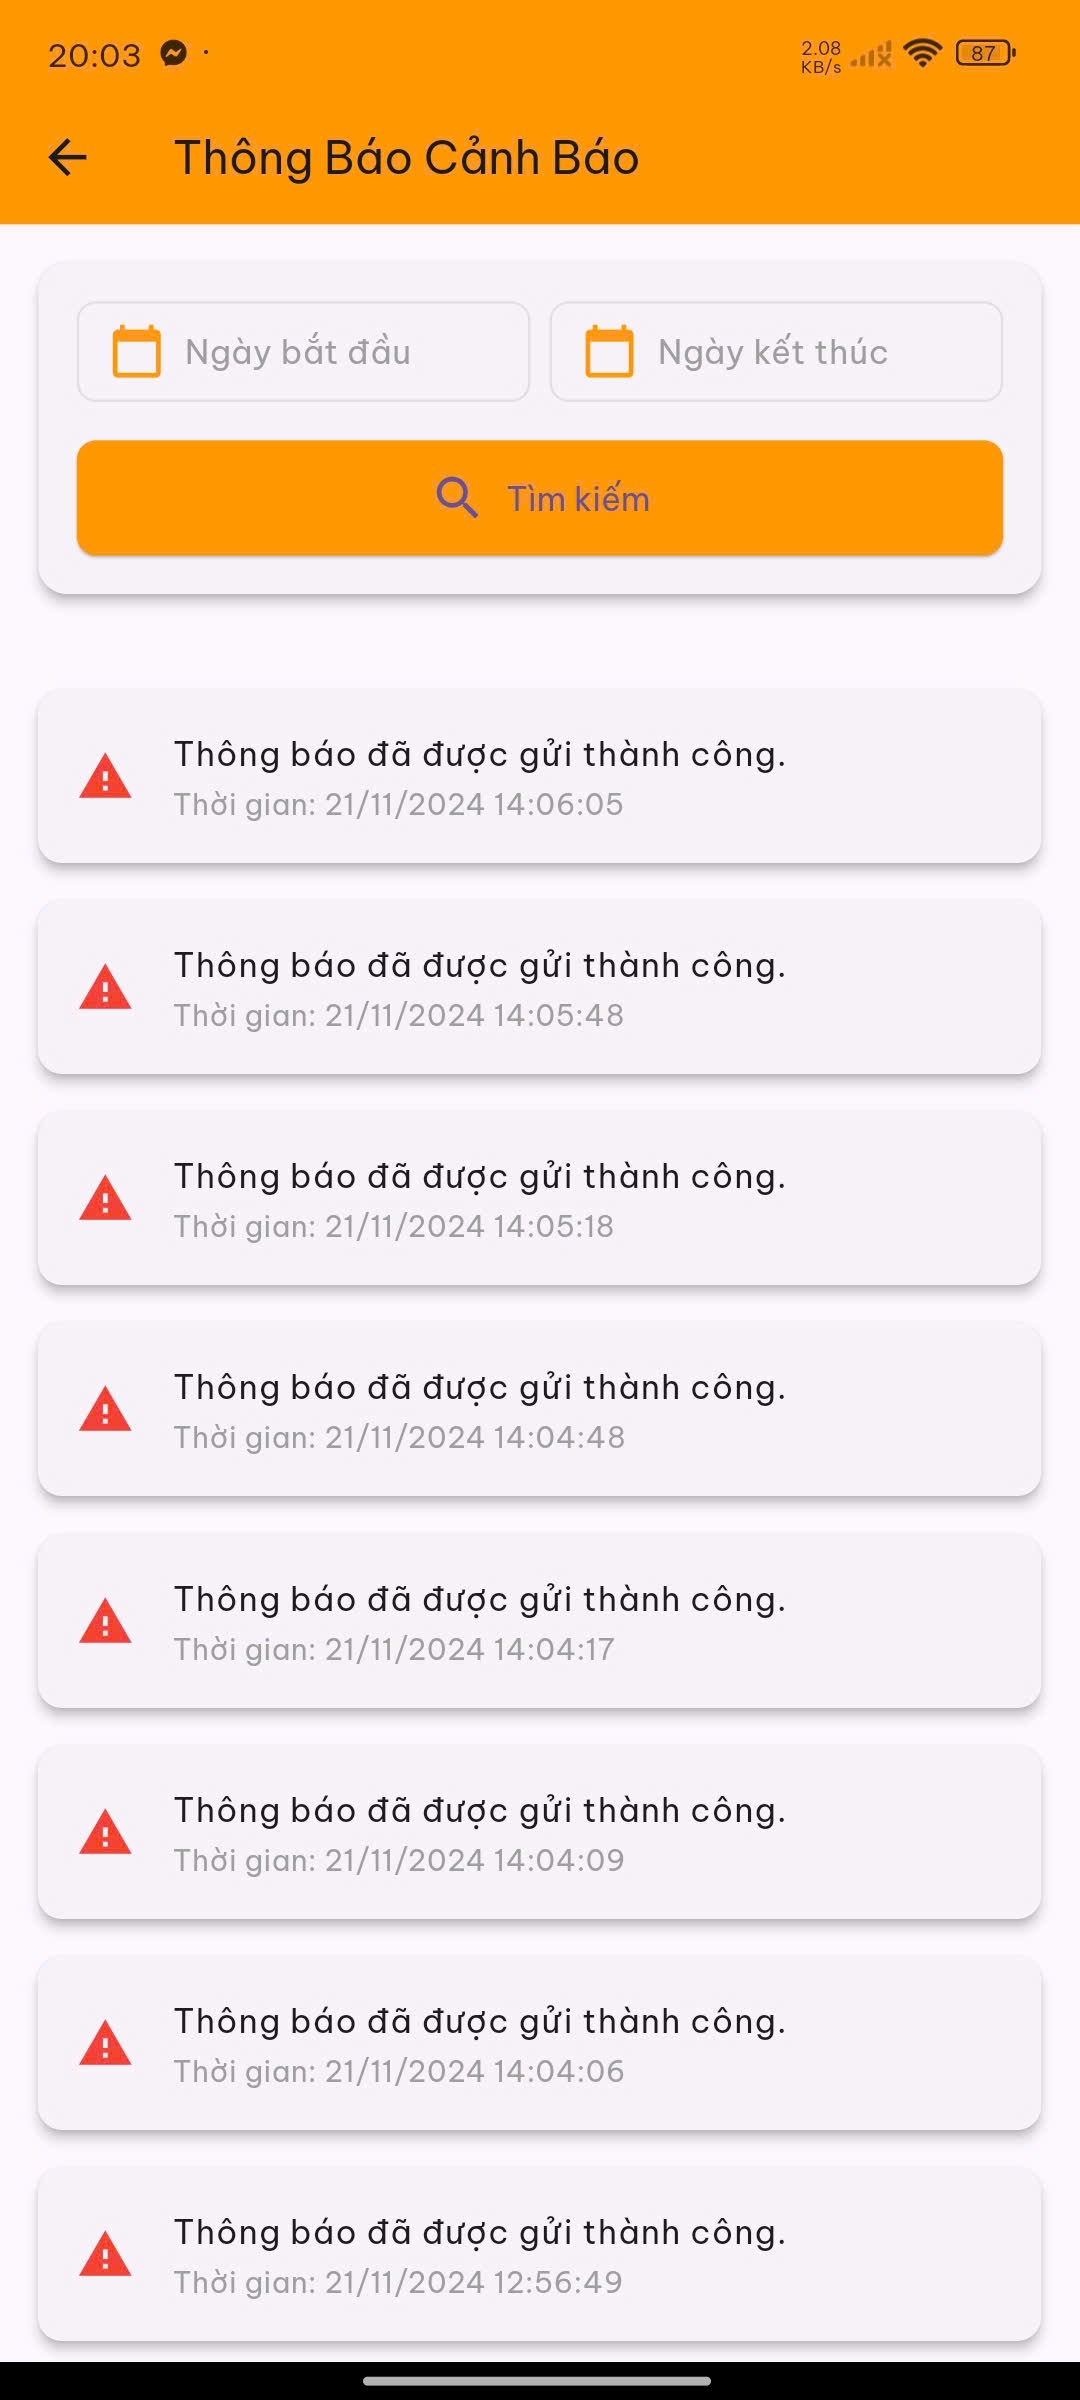 20:03
2.08
KB/s
87
Thông Báo Cảnh Báo
Ngày bắt đầu
Ngày kết thúc
Tìm kiếm
Thông báo đã được gửi thành công.
Thời gian: 21/11/2024 14:06:05
Thông báo đã được gửi thành công.
Thời gian: 21/11/2024 14:05:48
Thông báo đã được gửi thành công.
Thời gian: 21/11/2024 14:05:18
Thông báo đã được gửi thành công.
Thời gian: 21/11/2024 14:04:48
Thông báo đã được gửi thành công.
Thời gian: 21/11/2024 14:04:17
Thông báo đã được gửi thành công.
Thời gian: 21/11/2024 14:04:09
Thông báo đã được gửi thành công.
Thời gian: 21/11/2024 14:04:06
Thông báo đã được gửi thành công.
Thời gian: 21/11/2024 12:56:49